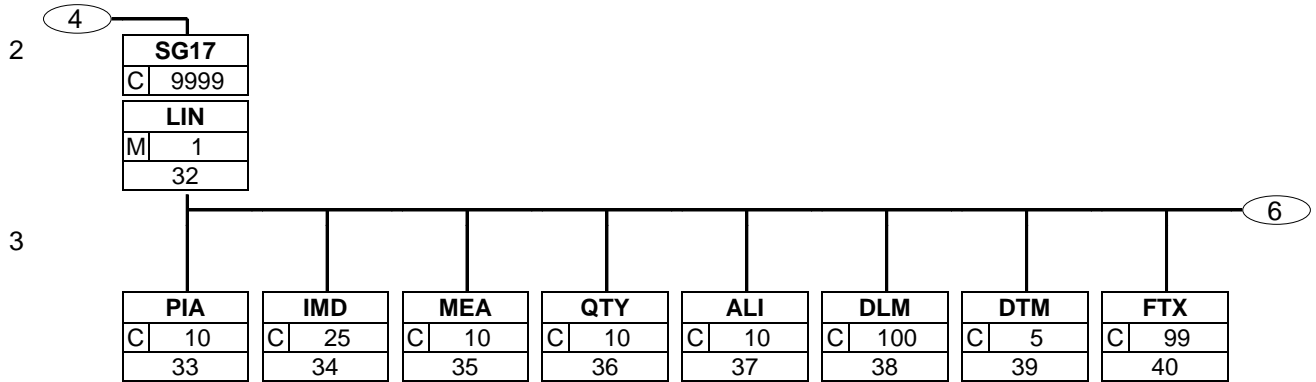 4
2
SG17
C 9999
LIN
M 1
32
6
3
PIA IMD MEA QTY ALI DLM DTM FTX
C 10 C 25 C 10 C 10 C 10 C 100 C 5 C 99
33 34 35 36 37 38 39 40